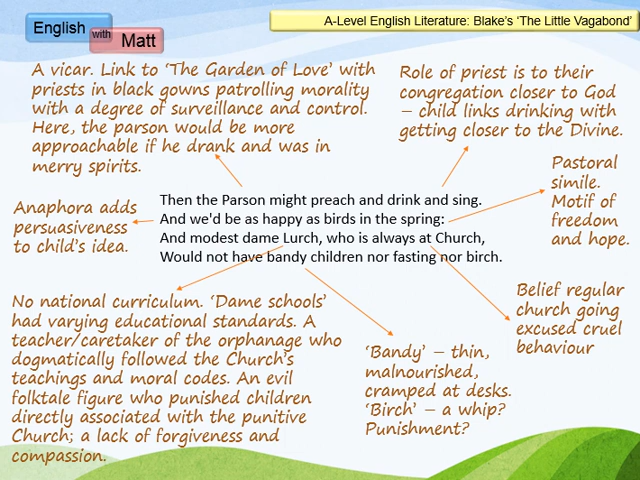 English with Matt
A-Level English Literature: Blake's 'The Little Vagabond'
A vicar. Link to 'The Garden of Love' with
priests in black gowns patrolling morality
with a degree of surveillance and control.
Here, the parson would be more
approachable if he drank and was in
merry spirits.
Role of priest is to their
congregation closer to God
– child links drinking with
getting closer to the Divine.
Pastoral
simile.
Motif of
freedom
and hope.
Anaphora adds
persuasiveness
to child's idea.
Then the Parson might preach and drink and sing.
And we'd be as happy as birds in the spring:
And modest dame Lurch, who is always at Church,
Would not have bandy children nor fasting nor birch.
No national curriculum. 'Dame schools'
had varying educational standards. A
teacher/caretaker of the orphanage who
dogmatically followed the Church's
teachings and moral codes. An evil
folktale figure who punished children
directly associated with the punitive
Church; a lack of forgiveness and
compassion.
'Bandy' – thin,
malnourished,
cramped at desks.
'Birch' – a whip?
Punishment?
Belief regular
church going
excused cruel
behaviour